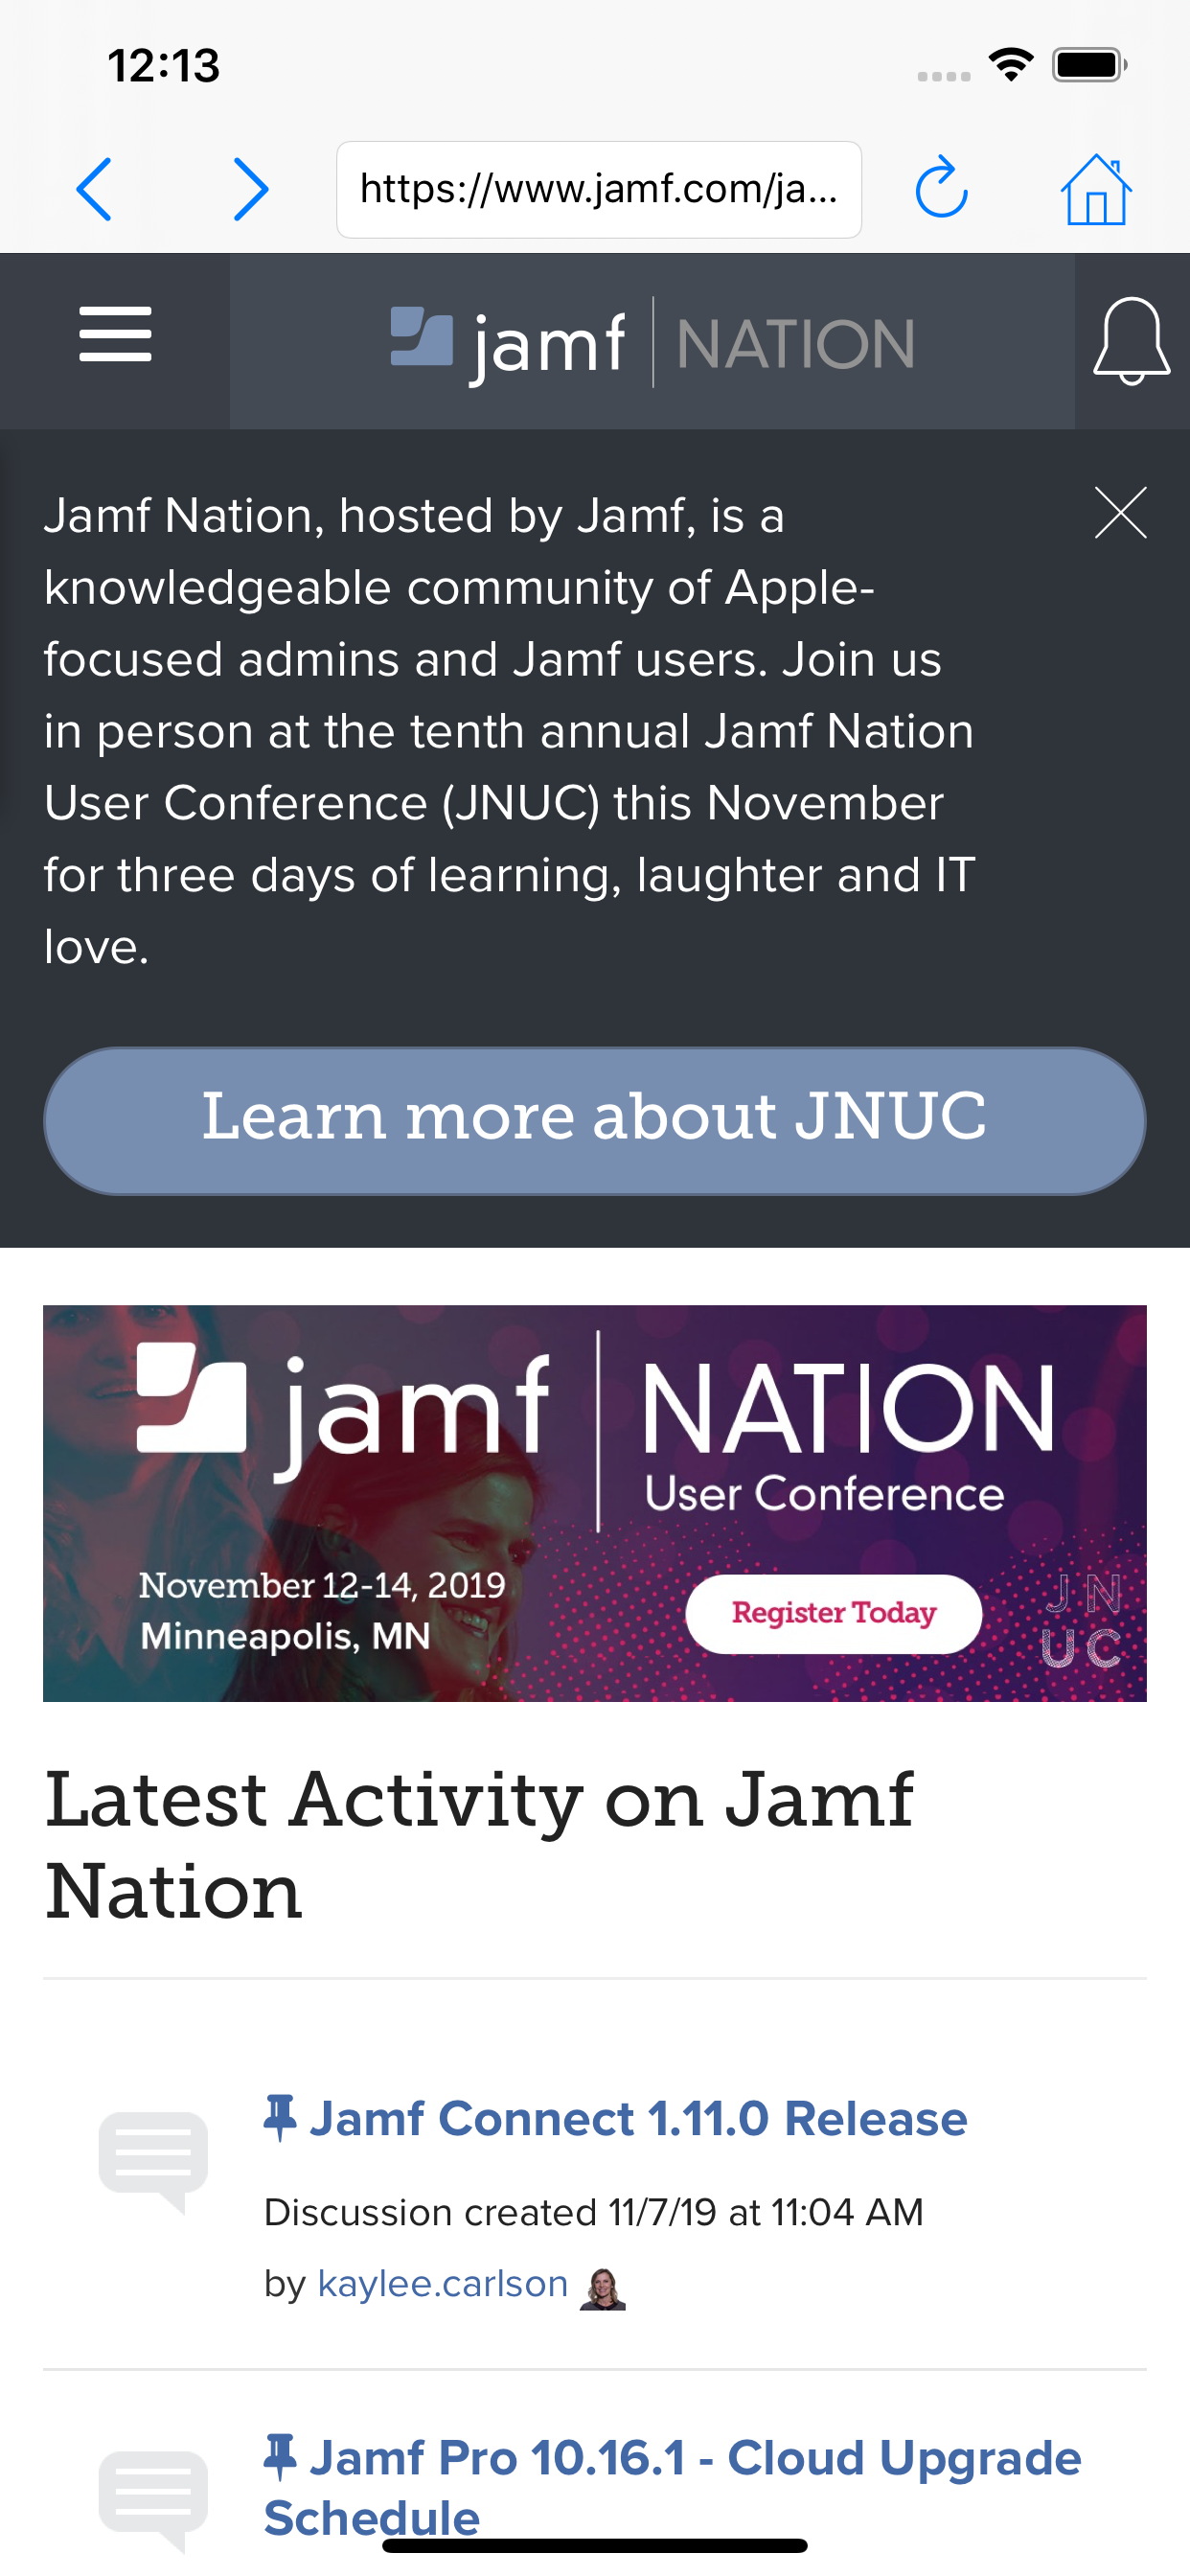 12:13
https://www.jamf.com/ja...
jamf NATION
Jamf Nation, hosted by Jamf, is a
knowledgeable community of Apple-
focused admins and Jamf users. Join us
in person at the tenth annual Jamf Nation
User Conference (JNUC) this November
for three days of learning, laughter and IT
love.
Learn more about JNUC
jamf NATION
User Conference
November 12-14, 2019
Minneapolis, MN
Register Today
JN
UC
Latest Activity on Jamf
Nation
Jamf Connect 1.11.0 Release
Discussion created 11/7/19 at 11:04 AM
by kaylee.carlson
Jamf Pro 10.16.1 - Cloud Upgrade
Schedule